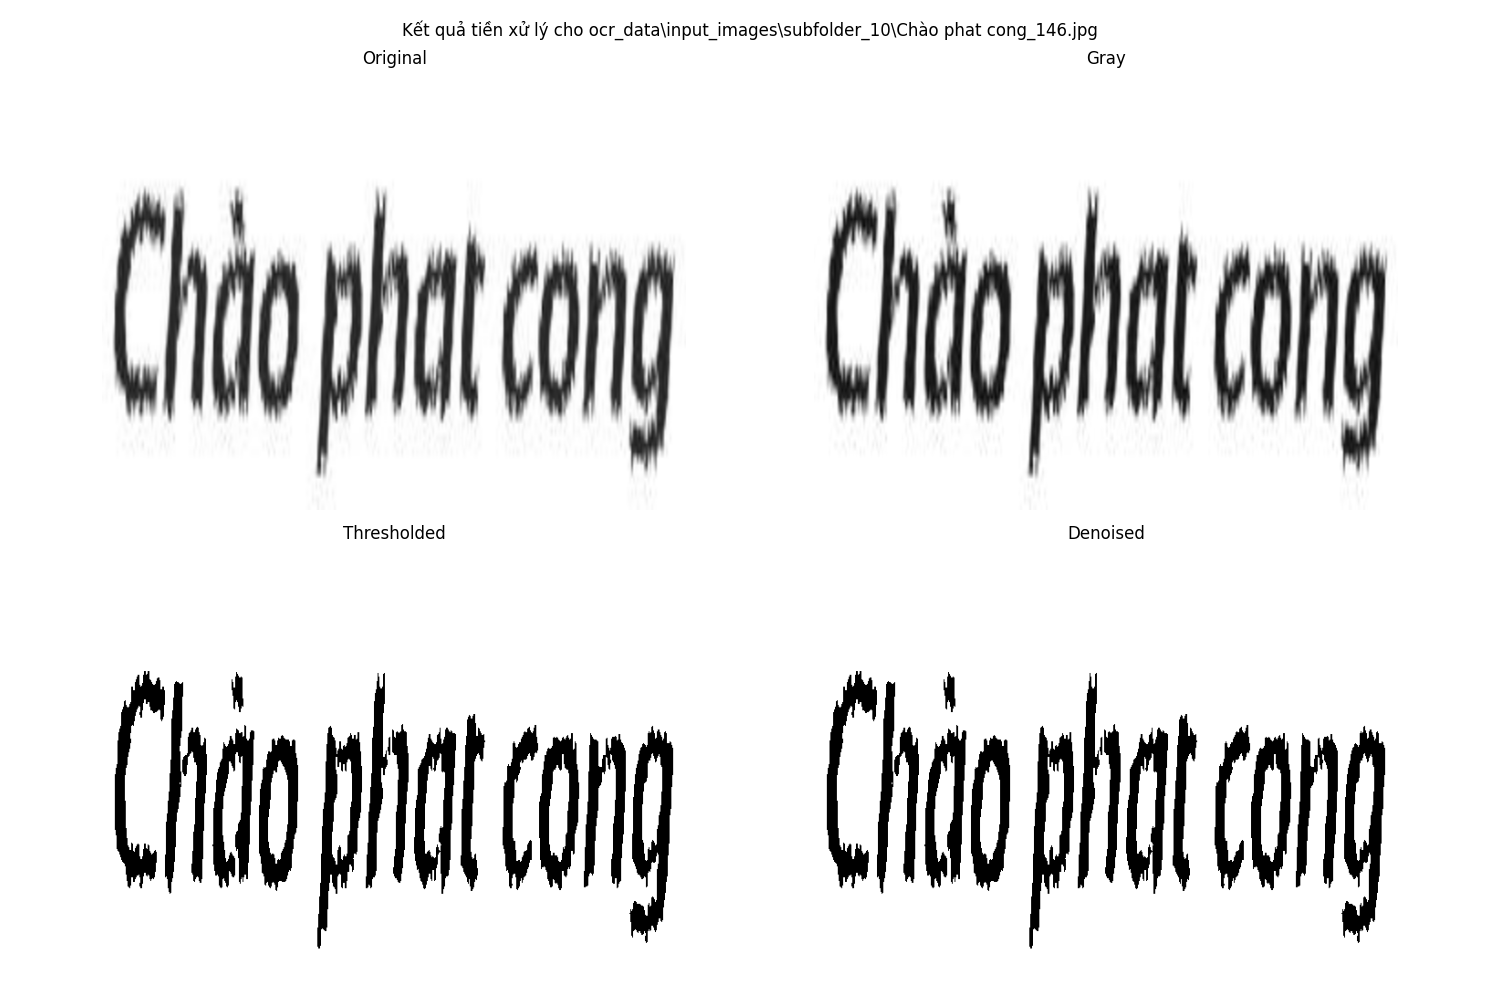 Kết quả tiền xử lý cho ocr_data\input_images\subfolder_10\Chào phat cong_146.jpg
Original
Gray
Chào phat cong
Chào phat cong
Thresholded
Denoised
Chào phat cong
Chào phat cong